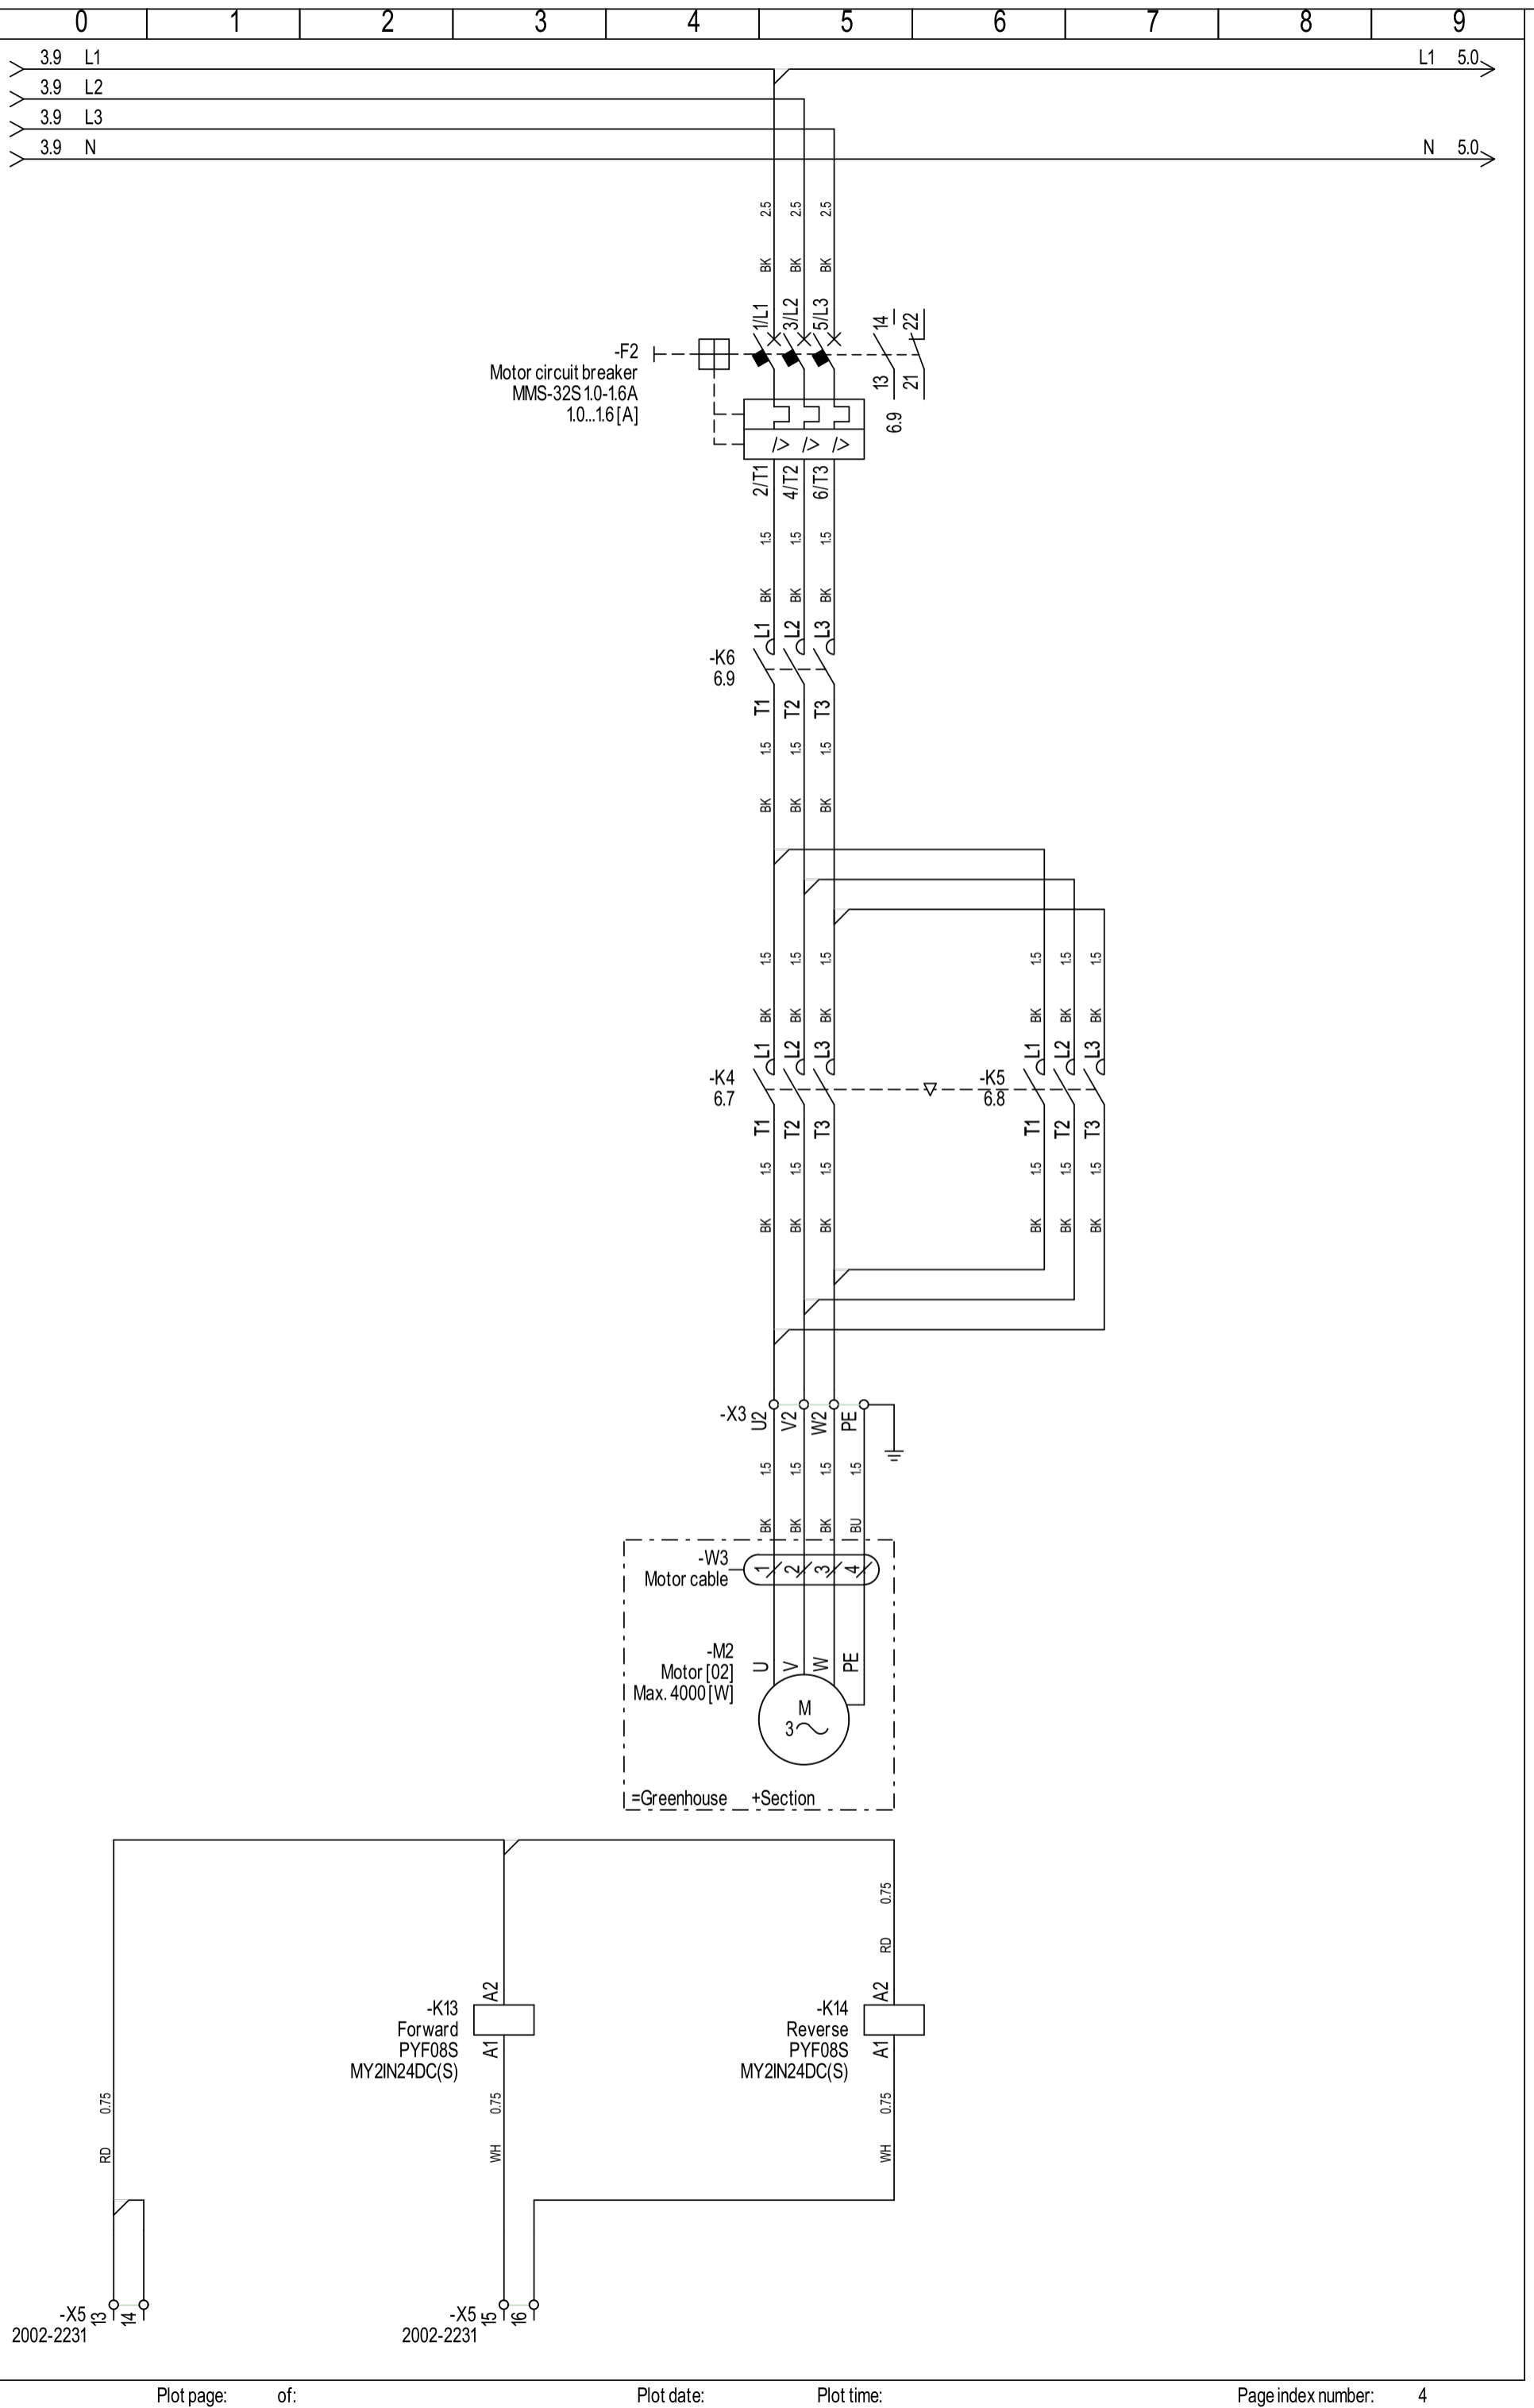 0 1 2 3 4 5 6 7 8 9
3.9 L1 L1 5.0
3.9 L2
3.9 L3
3.9 N N 5.0
2.5 2.5 2.5
BK BK BK
1/L1 3/L2 5/L3 14 22
-F2
Motor circuit breaker
MMS-32S 1.0-1.6A
1.0...1.6 [A]
13 21
6.9
I> I> I>
2/T1 4/T2 6/T3
1.5 1.5 1.5
BK BK BK
L1 L2 L3
-K6
6.9
T1 T2 T3
1.5 1.5 1.5
BK BK BK
1.5 1.5 1.5 1.5 1.5 1.5
BK BK BK BK BK BK
L1 L2 L3 L1 L2 L3
-K4 -K5
6.7 6.8
T1 T2 T3 T1 T2 T3
1.5 1.5 1.5 1.5 1.5 1.5
BK BK BK BK BK BK
-X3 U2 V2 W2 PE
1.5 1.5 1.5 1.5
BK BK BK BU
-W3
Motor cable
1 2 3 4
-M2
Motor [02]
Max. 4000 [W]
U V W PE
M
3
=Greenhouse +Section
0.75
RD
A2 A2
-K13
Forward
PYF08S
MY2IN24DC(S)
A1
-K14
Reverse
PYF08S
MY2IN24DC(S)
A1
0.75 0.75 0.75
RD WH WH
-X5 13 14
2002-2231
-X5 15 16
2002-2231
Plot page: of: Plot date: Plot time: Page index number: 4